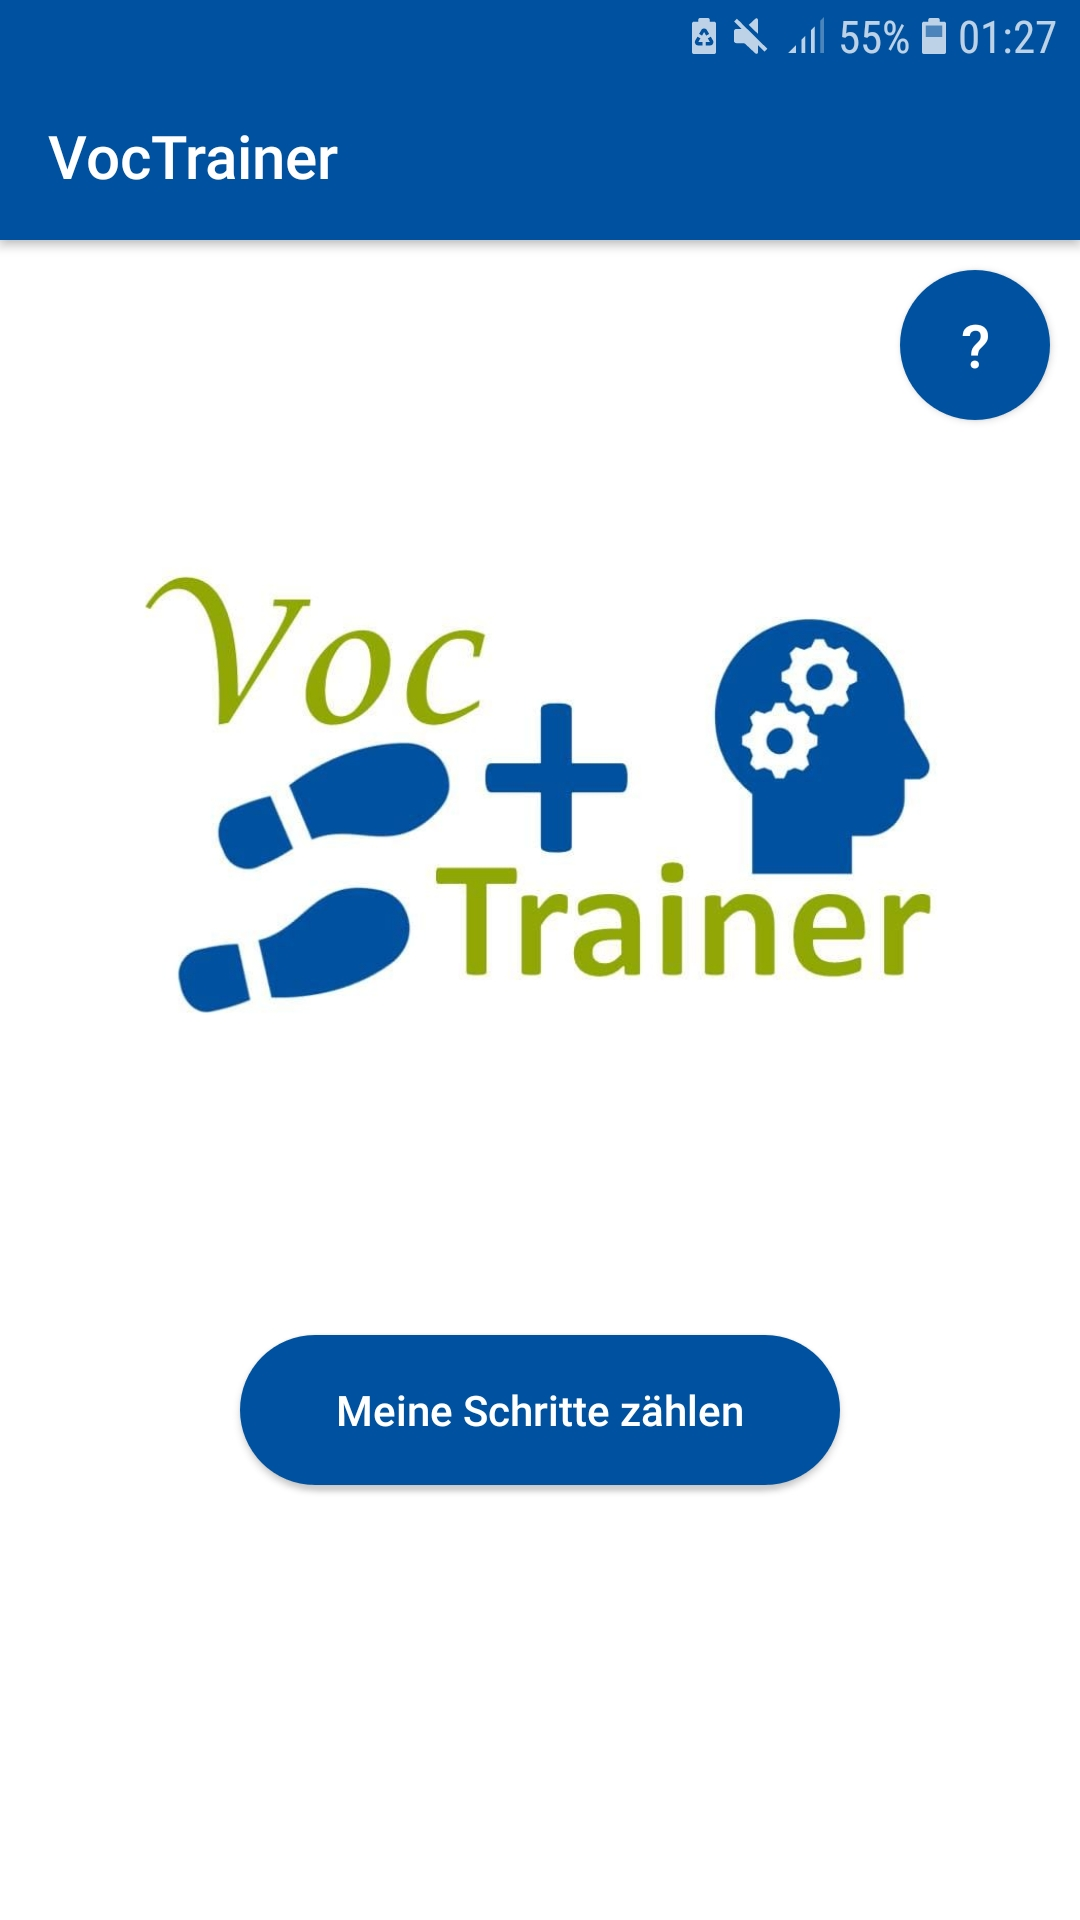 55% 01:27
VocTrainer
?
Voc
Trainer
Meine Schritte zählen